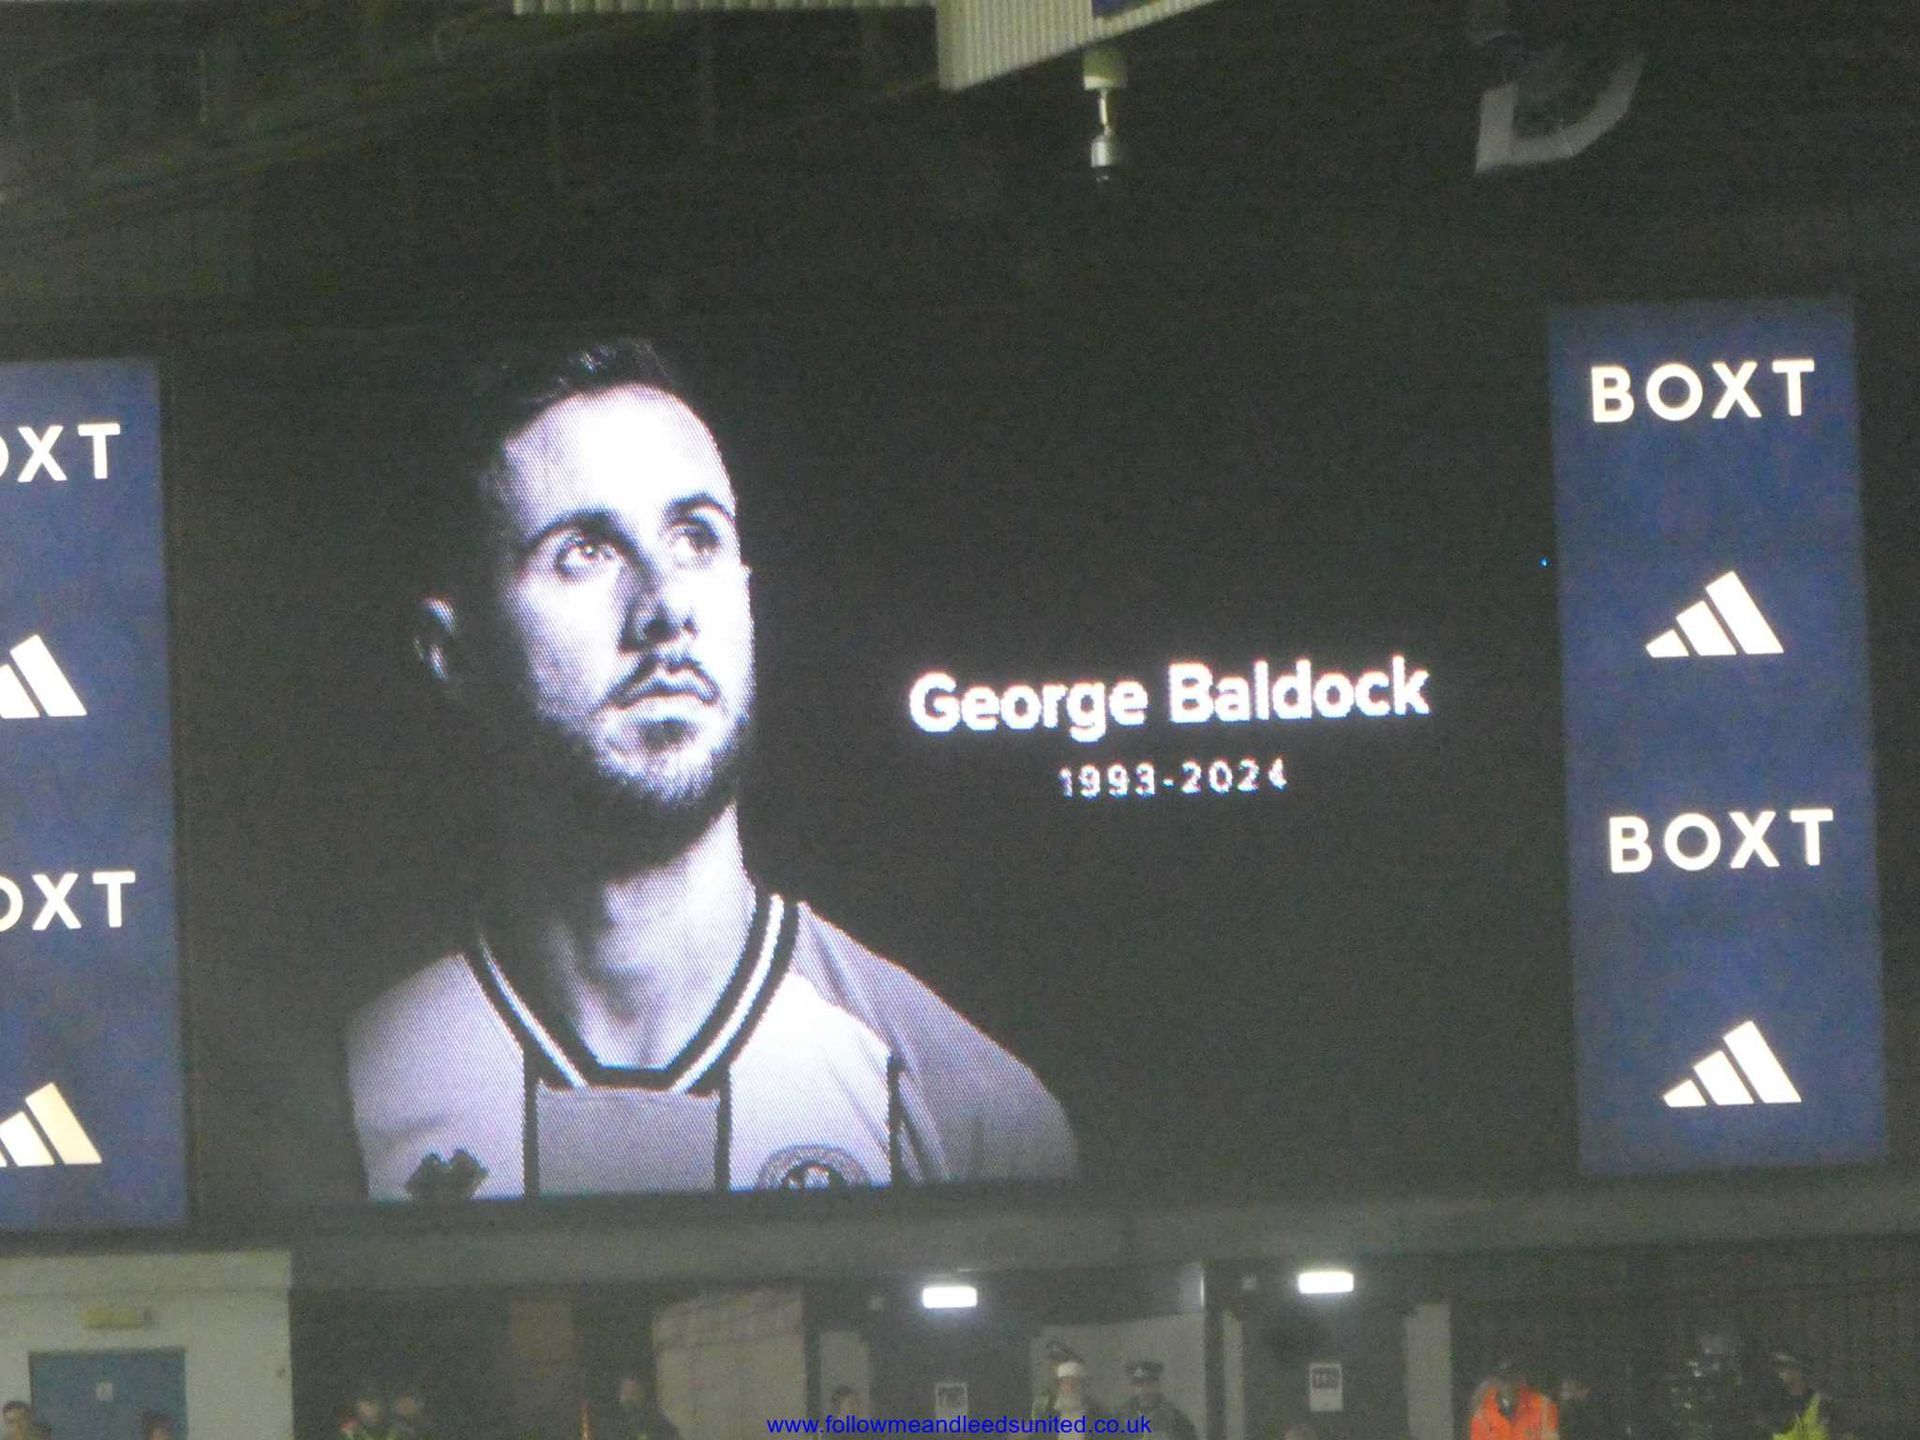 OXT
OXT
George Baldock
1993-2024
BOXT
BOXT
www.followmeandleedsunited.co.uk